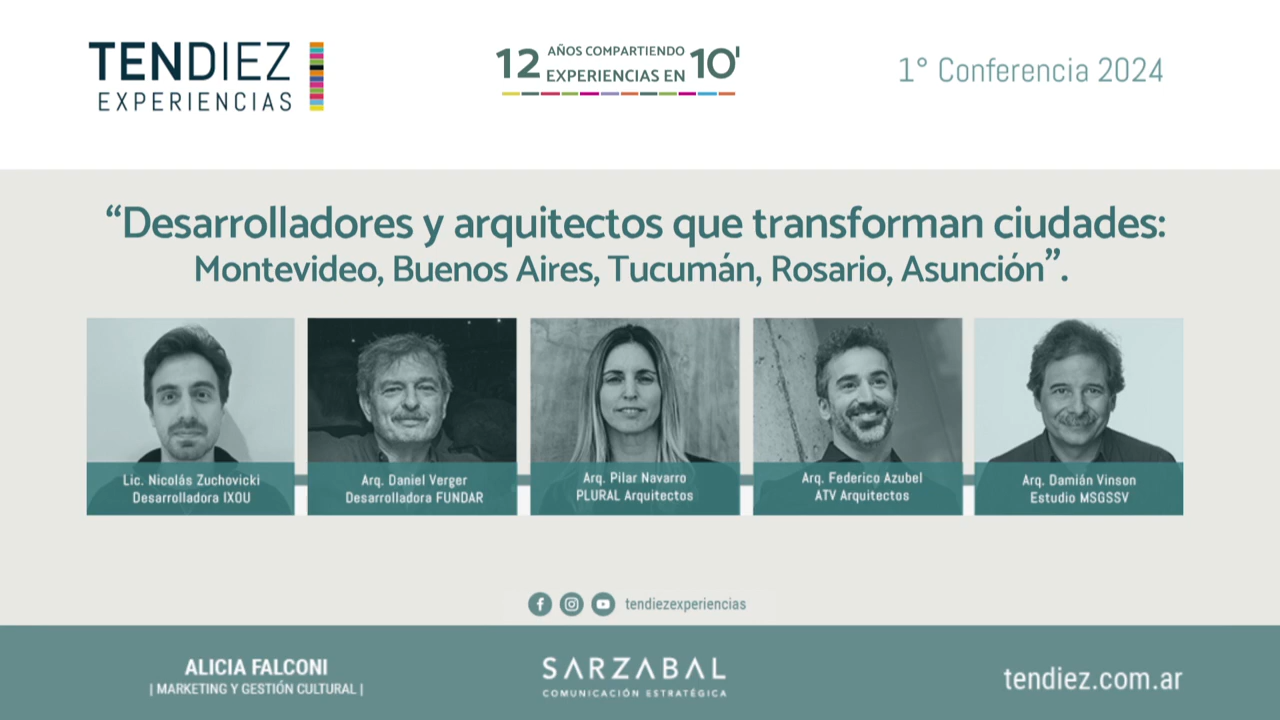 TENDIEZ
EXPERIENCIAS
12 AÑOS COMPARTIENDO
EXPERIENCIAS EN 10'
1° Conferencia 2024
“Desarrolladores y arquitectos que transforman ciudades:
Montevideo, Buenos Aires, Tucumán, Rosario, Asunción”.
Lic. Nicolás Zuchovicki
Desarrolladora IXOU
Arq. Daniel Verger
Desarrolladora FUNDAR
Arq. Pilar Navarro
PLURAL Arquitectos
Arq. Federico Azubel
ATV Arquitectos
Arq. Damián Vinson
Estudio MSGSSV
tendiezexperiencias
ALICIA FALCONI
| MARKETING Y GESTIÓN CULTURAL |
SARZABAL
COMUNICACIÓN ESTRATÉGICA
tendiez.com.ar